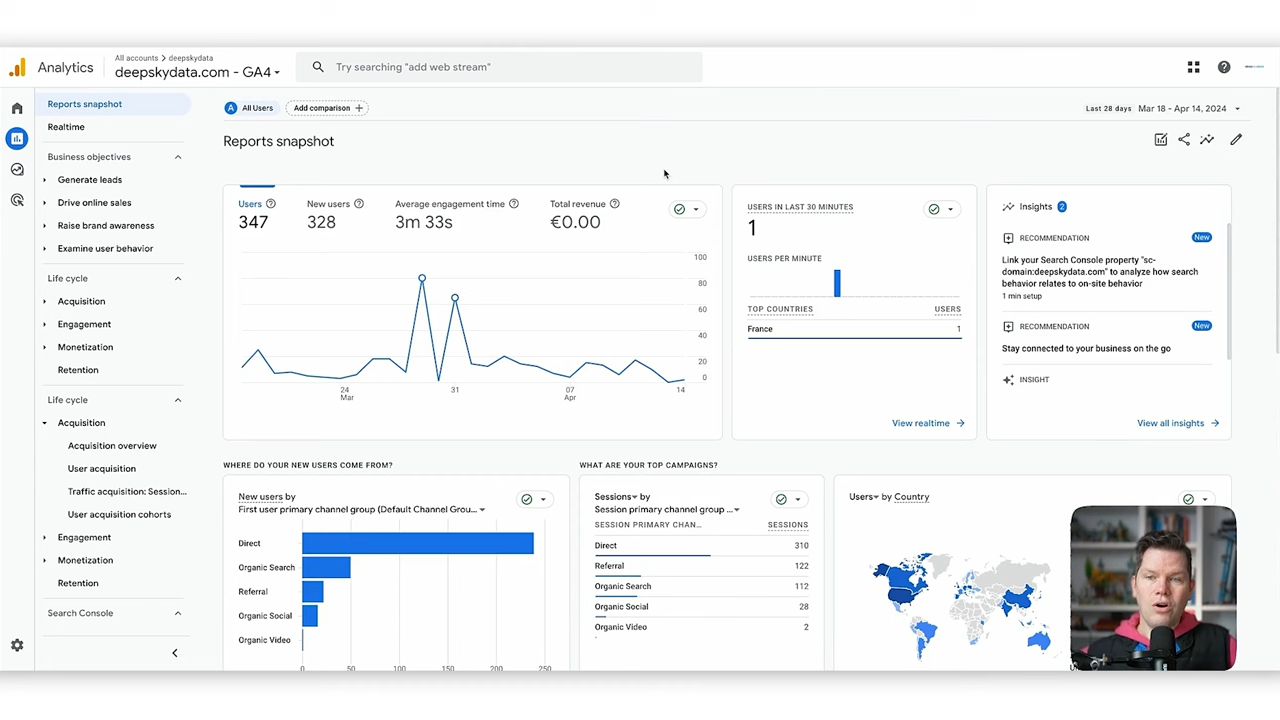 Analytics
All accounts > deepskydata
deepskydata.com - GA4
Try searching "add web stream"
Reports snapshot
Realtime
Business objectives
Generate leads
Drive online sales
Raise brand awareness
Examine user behavior
Life cycle
Acquisition
Engagement
Monetization
Retention
Life cycle
Acquisition
Acquisition overview
User acquisition
Traffic acquisition: Session...
User acquisition cohorts
Engagement
Monetization
Retention
Search Console
A All Users
Add comparison +
Last 28 days Mar 18 - Apr 14, 2024
Reports snapshot
Users New users Average engagement time Total revenue
347 328 3m 33s €0.00
100
80
60
40
20
0
24 31 07 14
Mar Apr
USERS IN LAST 30 MINUTES
1
USERS PER MINUTE
TOP COUNTRIES USERS
France 1
View realtime
Insights 2
RECOMMENDATION New
Link your Search Console property "sc-
domain:deepskydata.com" to analyze how search
behavior relates to on-site behavior
1 min setup
RECOMMENDATION New
Stay connected to your business on the go
INSIGHT
View all insights
WHERE DO YOUR NEW USERS COME FROM?
New users by
First user primary channel group (Default Channel Grou...
Direct
Organic Search
Referral
Organic Social
Organic Video
0 50 100 150 200 250
WHAT ARE YOUR TOP CAMPAIGNS?
Sessions by
Session primary channel group ...
SESSION PRIMARY CHAN... SESSIONS
Direct 310
Referral 122
Organic Search 112
Organic Social 28
Organic Video 2
Users by Country